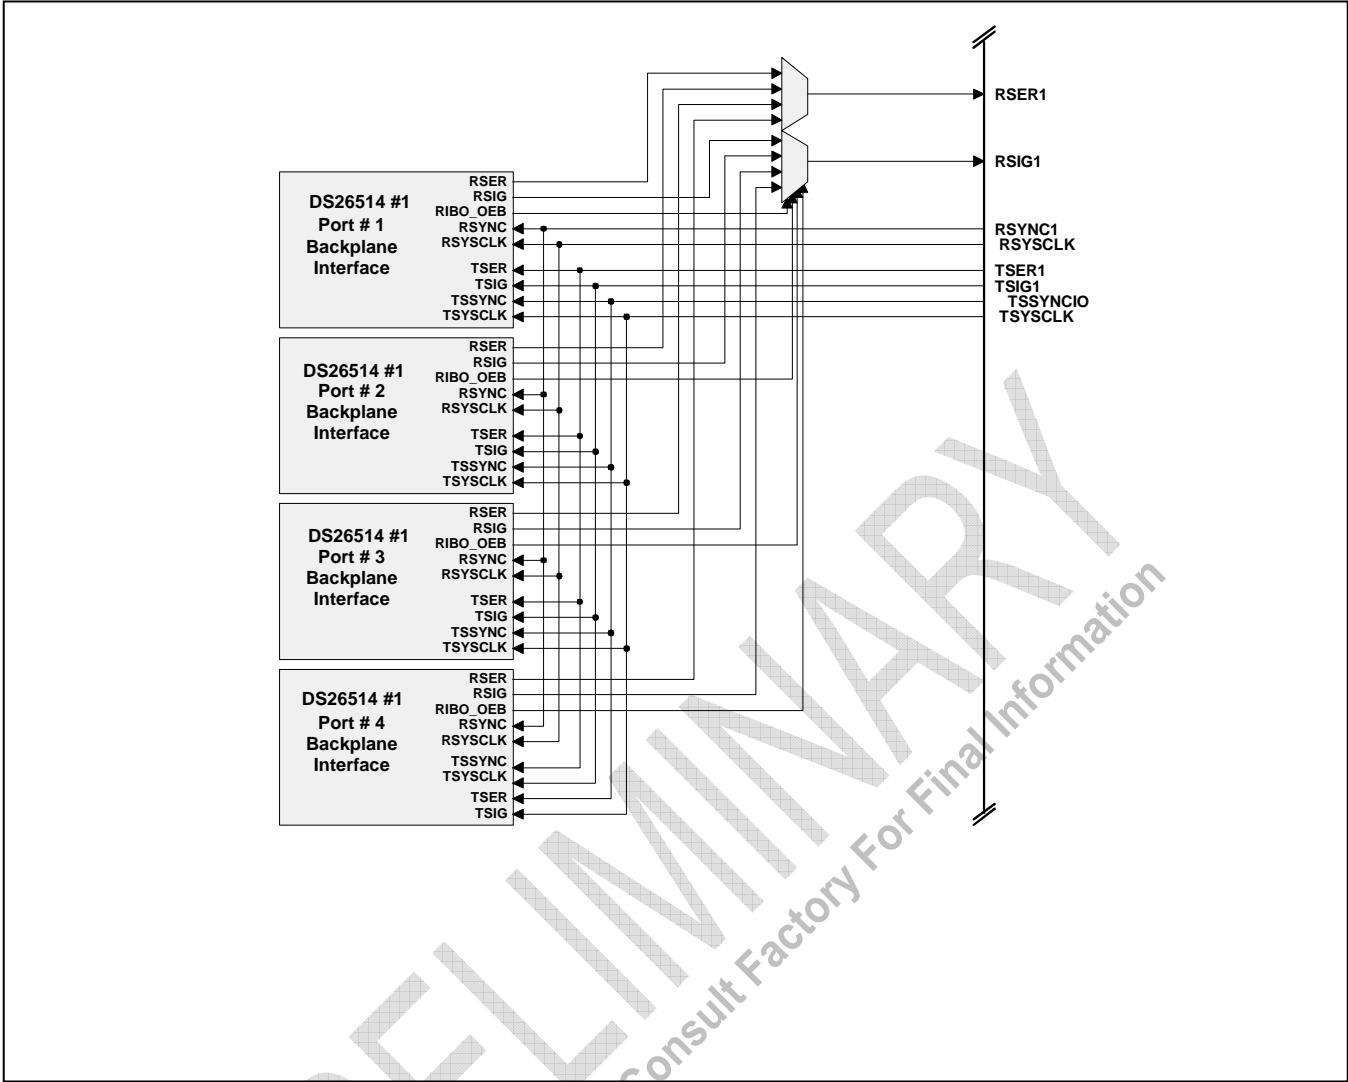 RSER1
RSIG1
DS26514 #1
Port # 1
Backplane
Interface
RSER
RSIG
RIBO_OEB
RSYNC
RSYSCLK
TSER
TSIG
TSSYNC
TSYSCLK
RSYNC1
RSYSCLK
TSER1
TSIG1
TSSYNCIO
TSYSCLK
DS26514 #1
Port # 2
Backplane
Interface
RSER
RSIG
RIBO_OEB
RSYNC
RSYSCLK
TSER
TSIG
TSSYNC
TSYSCLK
DS26514 #1
Port # 3
Backplane
Interface
RSER
RSIG
RIBO_OEB
RSYNC
RSYSCLK
TSER
TSIG
TSSYNC
TSYSCLK
DS26514 #1
Port # 4
Backplane
Interface
RSER
RSIG
RIBO_OEB
RSYNC
RSYSCLK
TSSYNC
TSYSCLK
TSER
TSIG
RELIMINARY
Consult Factory For Final Information